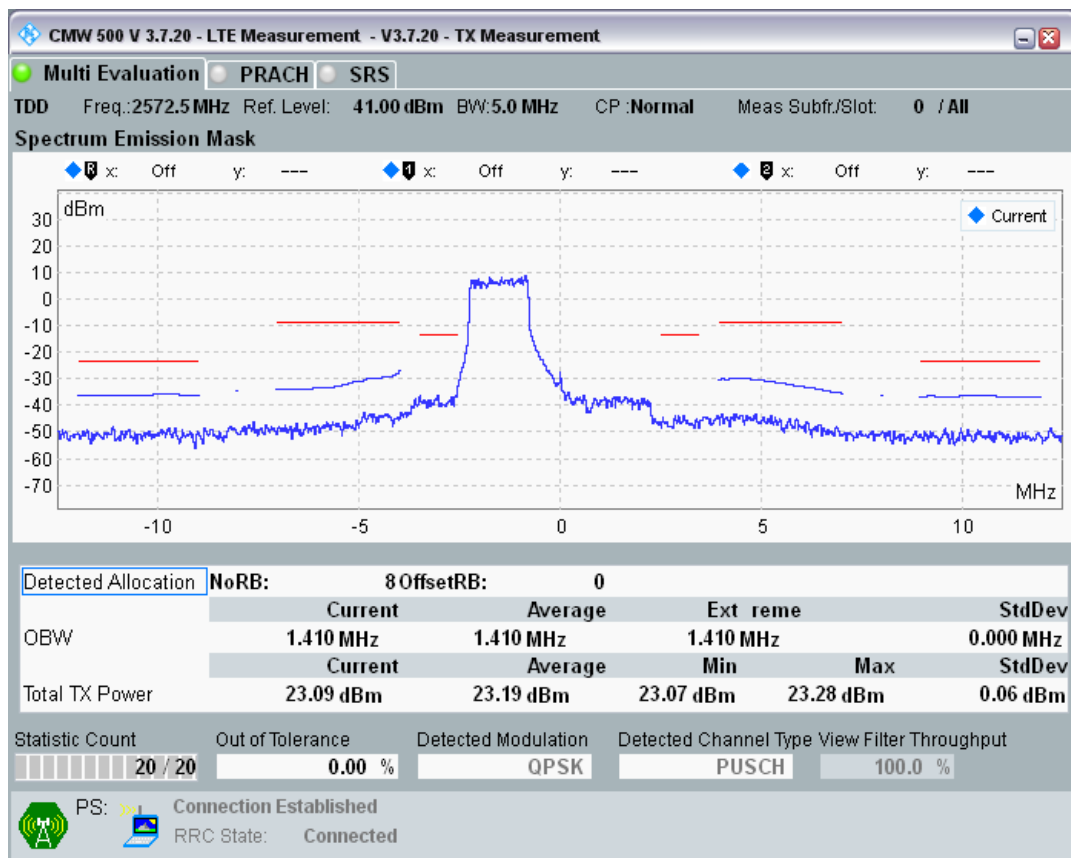 CMW 500 V 3.7.20 - LTE Measurement - V3.7.20 - TX Measurement
Multi Evaluation PRACH SRS
TDD Freq.:2572.5 MHz Ref. Level: 41.00 dBm BW:5.0 MHz CP :Normal Meas Subfr./Slot: 0 / All
Spectrum Emission Mask
R x: Off y: --- 1 x: Off y: --- 2 x: Off y: ---
dBm
Current
30
20
10
0
-10
-20
-30
-40
-50
-60
-70
MHz
-10 -5 0 5 10
Detected Allocation NoRB: 8 OffsetRB: 0
Current Average Ext reme StdDev
OBW 1.410 MHz 1.410 MHz 1.410 MHz 0.000 MHz
Current Average Min Max StdDev
Total TX Power 23.09 dBm 23.19 dBm 23.07 dBm 23.28 dBm 0.06 dBm
Statistic Count Out of Tolerance Detected Modulation Detected Channel Type View Filter Throughput
20 / 20 0.00 % QPSK PUSCH 100.0 %
PS: Connection Established
RRC State: Connected